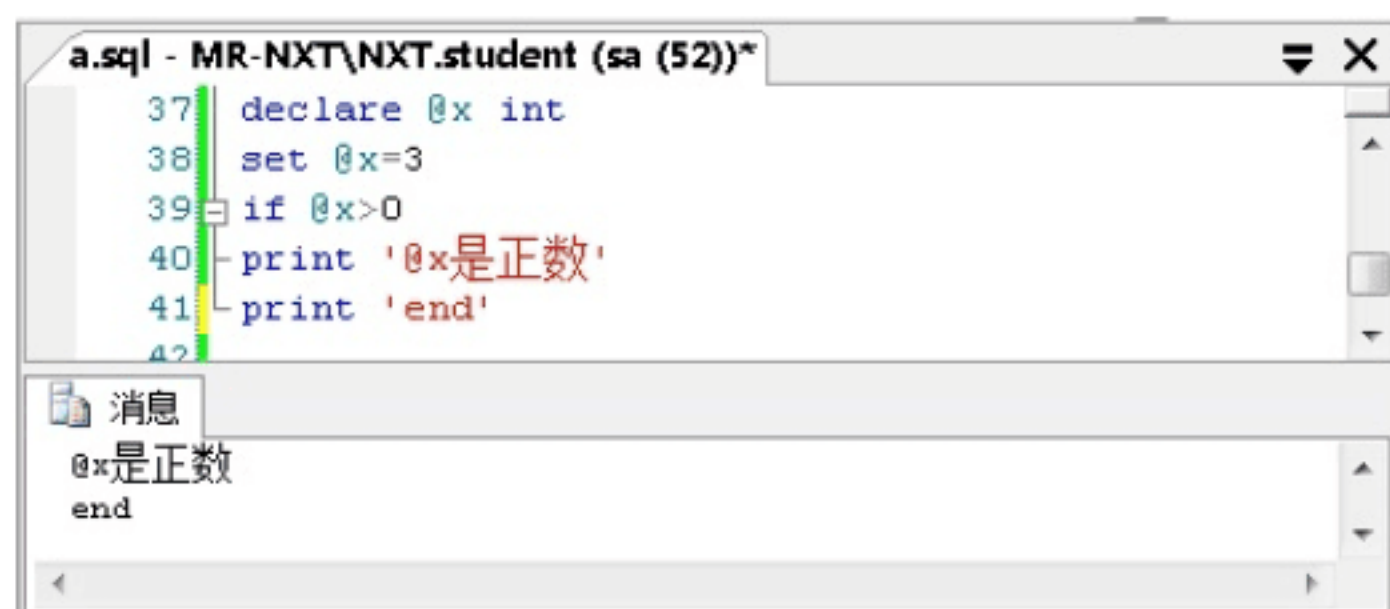 a.sql - MR-NXT\NXT.student (sa (52))*
37 declare @x int
38 set @x=3
39 if @x>0
40 print '@x是正数'
41 print 'end'
42
消息
@x是正数
end